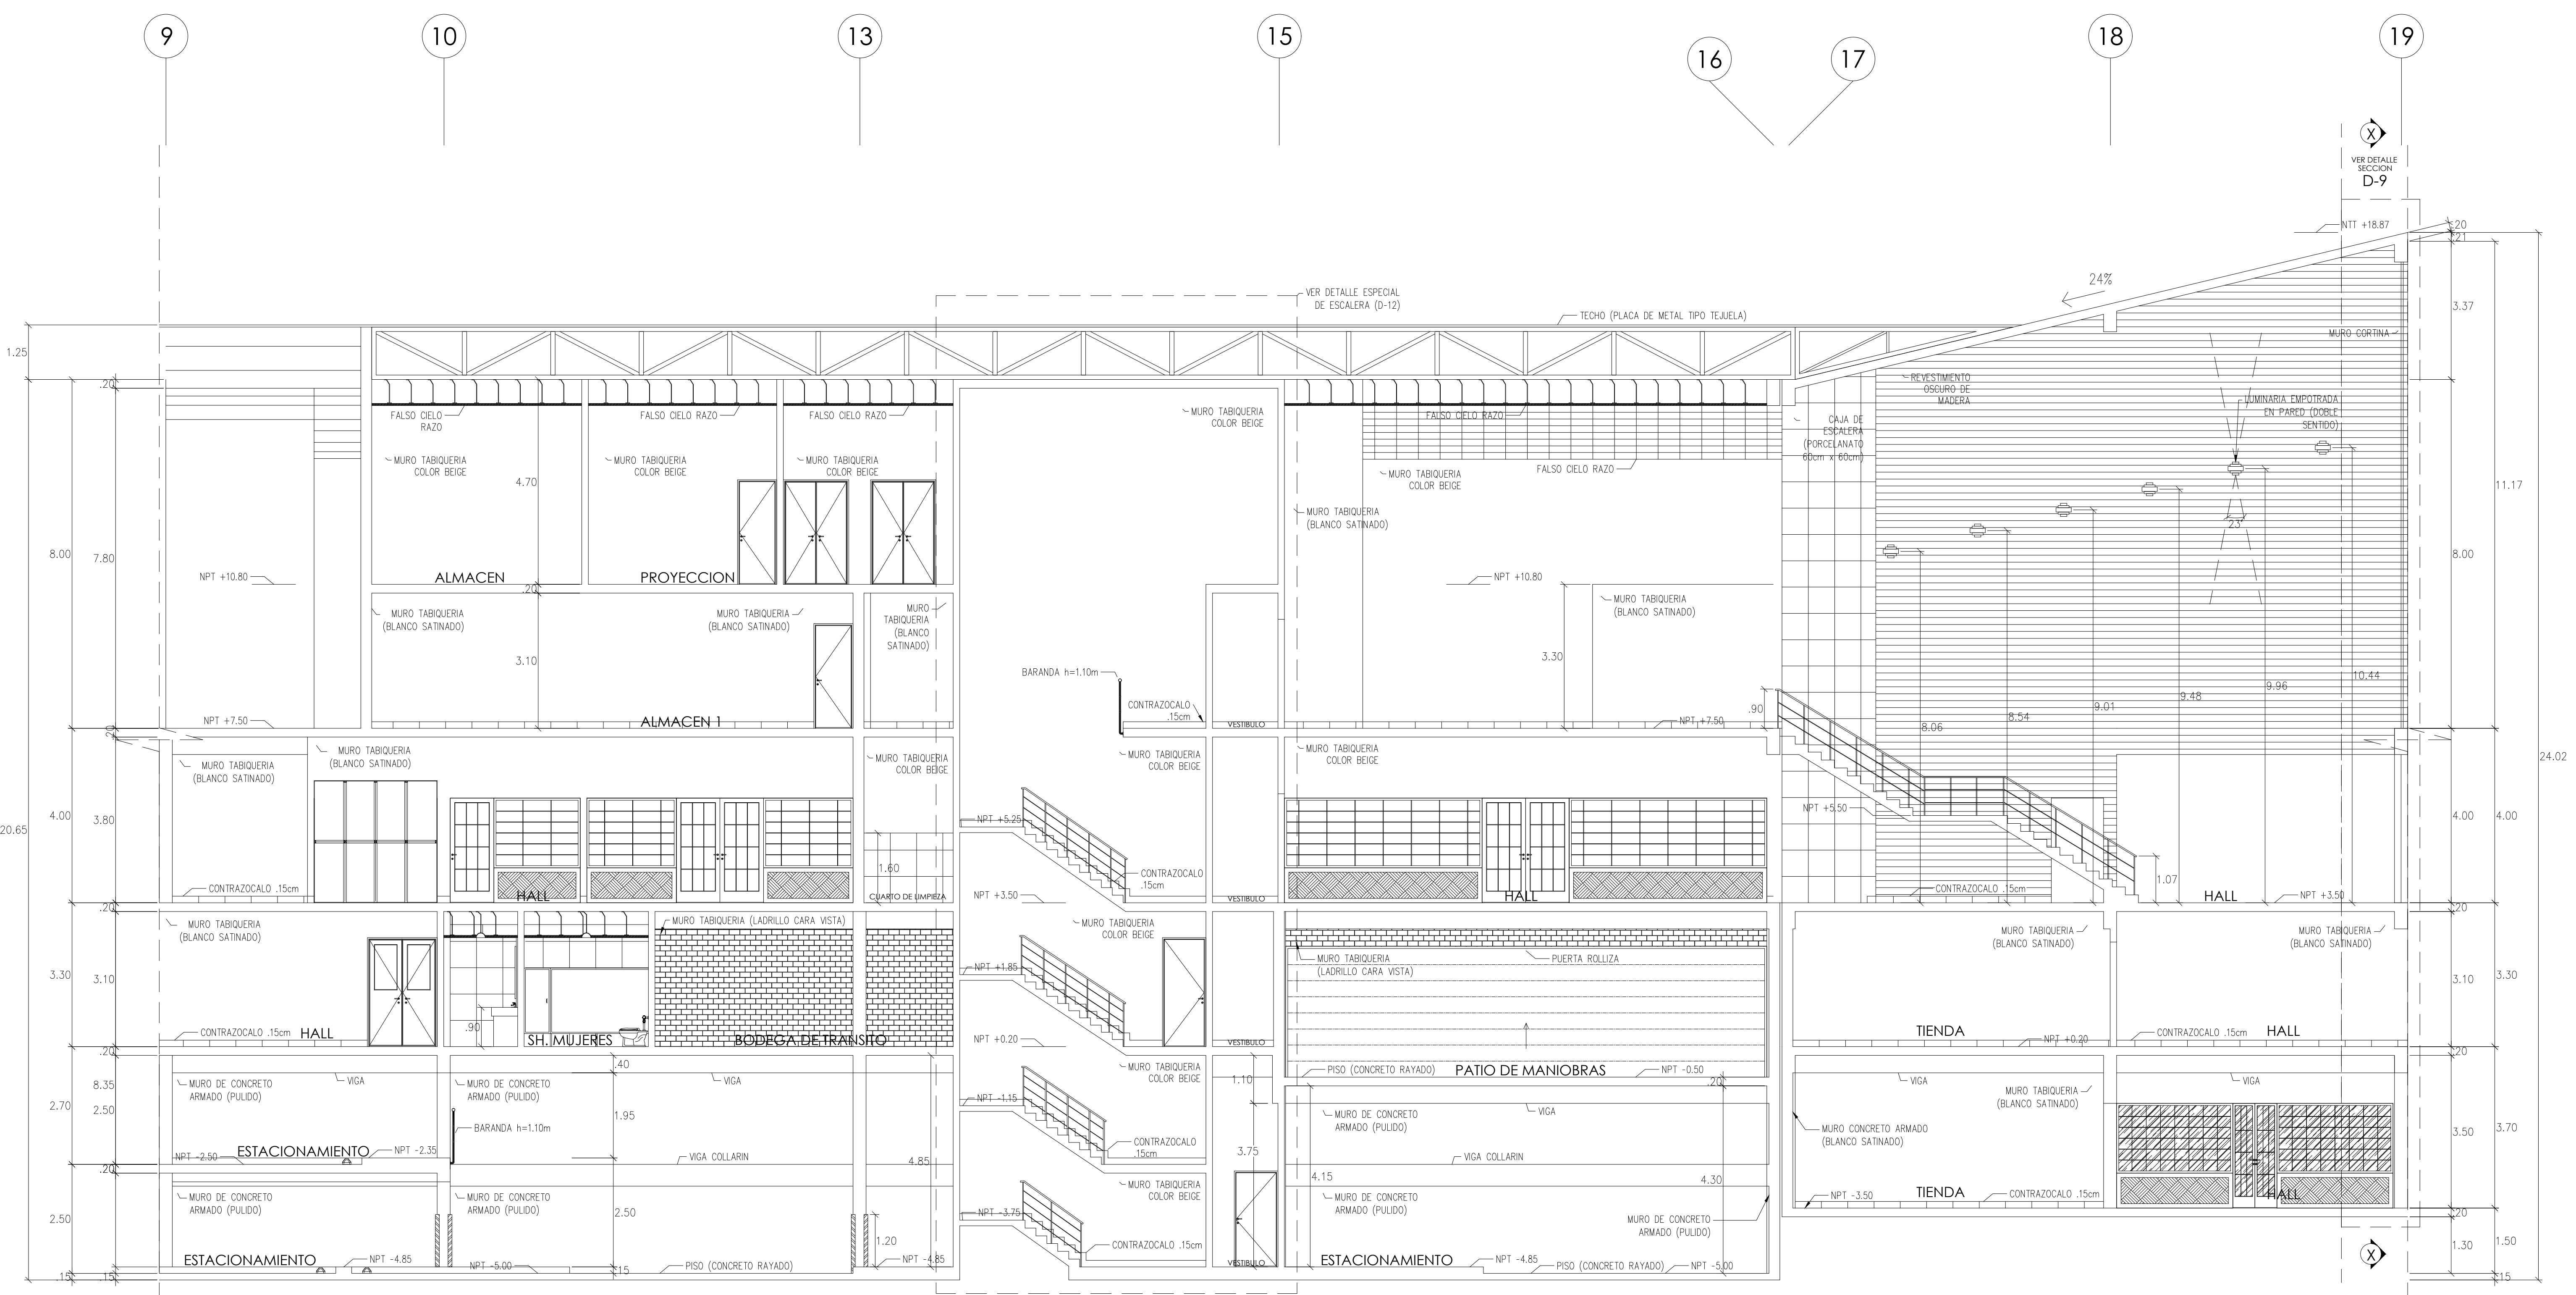 9
10
13
15
16
17
18
19
X
VER DETALLE
SECCION
D-9
NTT +18.87
.20
.21
24%
VER DETALLE ESPECIAL
DE ESCALERA (D-12)
TECHO (PLACA DE METAL TIPO TEJUELA)
3.37
MURO CORTINA
1.25
.20
REVESTIMIENTO
OSCURO DE
MADERA
FALSO CIELO
RAZO
FALSO CIELO RAZO
FALSO CIELO RAZO
MURO TABIQUERIA
COLOR BEIGE
FALSO CIELO RAZO
CAJA DE
ESCALERA
(PORCELANATO
60cm x 60cm)
LUMINARIA EMPOTRADA
EN PARED (DOBLE
SENTIDO)
MURO TABIQUERIA
COLOR BEIGE
MURO TABIQUERIA
COLOR BEIGE
MURO TABIQUERIA
COLOR BEIGE
4.70
MURO TABIQUERIA
COLOR BEIGE
FALSO CIELO RAZO
11.17
MURO TABIQUERIA
(BLANCO SATINADO)
23°
8.00
7.80
8.00
NPT +10.80
ALMACEN
PROYECCION
NPT +10.80
.20
MURO TABIQUERIA
(BLANCO SATINADO)
MURO TABIQUERIA
(BLANCO SATINADO)
MURO
TABIQUERIA
(BLANCO
SATINADO)
MURO TABIQUERIA
(BLANCO SATINADO)
3.10
3.30
BARANDA h=1.10m
CONTRAZOCALO
.15cm
.90
8.06
8.54
9.01
9.48
9.96
10.44
NPT +7.50
ALMACEN 1
VESTIBULO
NPT +7.50
.20
24.02
MURO TABIQUERIA
(BLANCO SATINADO)
MURO TABIQUERIA
(BLANCO SATINADO)
MURO TABIQUERIA
COLOR BEIGE
MURO TABIQUERIA
COLOR BEIGE
MURO TABIQUERIA
COLOR BEIGE
20.65
4.00
3.80
NPT +5.25
NPT +5.50
4.00
4.00
1.60
CONTRAZOCALO
.15cm
1.07
CONTRAZOCALO .15cm
HALL
CUARTO DE LIMPIEZA
NPT +3.50
VESTIBULO
HALL
CONTRAZOCALO .15cm
HALL
NPT +3.50
.20
.20
MURO TABIQUERIA
(BLANCO SATINADO)
MURO TABIQUERIA (LADRILLO CARA VISTA)
MURO TABIQUERIA
COLOR BEIGE
MURO TABIQUERIA
(LADRILLO CARA VISTA)
PUERTA ROLLIZA
MURO TABIQUERIA
(BLANCO SATINADO)
MURO TABIQUERIA
(BLANCO SATINADO)
3.30
3.10
NPT +1.85
3.10
3.30
.90
CONTRAZOCALO .15cm
HALL
SH. MUJERES
BODEGA DE TRANSITO
NPT +0.20
VESTIBULO
TIENDA
NPT +0.20
CONTRAZOCALO .15cm
HALL
.20
.20
.40
MURO TABIQUERIA
COLOR BEIGE
1.10
PISO (CONCRETO RAYADO)
PATIO DE MANIOBRAS
NPT -0.50
.20
8.35
MURO DE CONCRETO
ARMADO (PULIDO)
VIGA
MURO DE CONCRETO
ARMADO (PULIDO)
VIGA
VIGA
MURO TABIQUERIA
(BLANCO SATINADO)
VIGA
2.70
2.50
1.95
NPT -1.15
MURO DE CONCRETO
ARMADO (PULIDO)
VIGA
BARANDA h=1.10m
MURO CONCRETO ARMADO
(BLANCO SATINADO)
3.50
3.70
CONTRAZOCALO
.15cm
3.75
NPT -2.50
ESTACIONAMIENTO
NPT -2.35
VIGA COLLARIN
4.85
VIGA COLLARIN
.20
4.15
4.30
MURO TABIQUERIA
COLOR BEIGE
MURO DE CONCRETO
ARMADO (PULIDO)
MURO DE CONCRETO
ARMADO (PULIDO)
MURO DE CONCRETO
ARMADO (PULIDO)
NPT -3.50
TIENDA
CONTRAZOCALO .15cm
HALL
2.50
2.50
NPT -3.75
MURO DE CONCRETO
ARMADO (PULIDO)
.20
1.20
CONTRAZOCALO .15cm
1.30
1.50
ESTACIONAMIENTO
NPT -4.85
NPT -5.00
PISO (CONCRETO RAYADO)
NPT -4.85
VESTIBULO
ESTACIONAMIENTO
NPT -4.85
PISO (CONCRETO RAYADO)
NPT -5.00
X
.15
.15
.15
.15